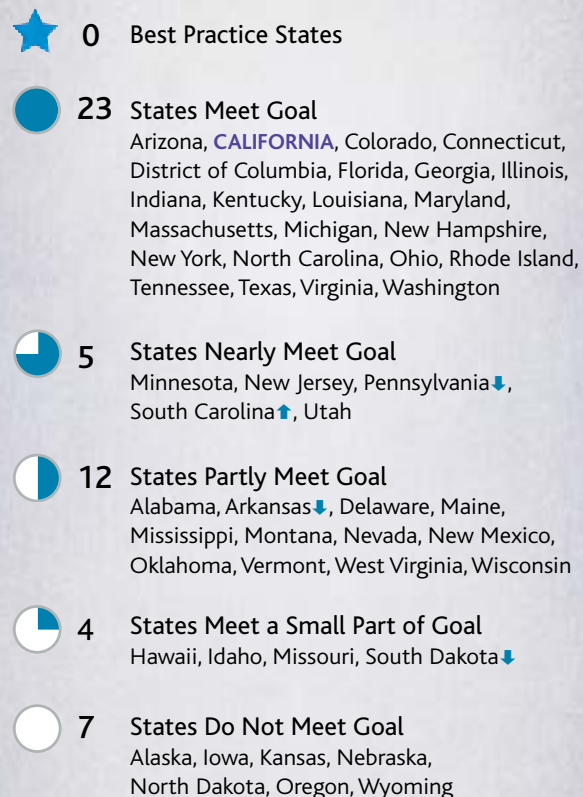 0 Best Practice States
23 States Meet Goal
Arizona, CALIFORNIA, Colorado, Connecticut,
District of Columbia, Florida, Georgia, Illinois,
Indiana, Kentucky, Louisiana, Maryland,
Massachusetts, Michigan, New Hampshire,
New York, North Carolina, Ohio, Rhode Island,
Tennessee, Texas, Virginia, Washington
5 States Nearly Meet Goal
Minnesota, New Jersey, Pennsylvania⬇,
South Carolina⬆, Utah
12 States Partly Meet Goal
Alabama, Arkansas⬇, Delaware, Maine,
Mississippi, Montana, Nevada, New Mexico,
Oklahoma, Vermont, West Virginia, Wisconsin
4 States Meet a Small Part of Goal
Hawaii, Idaho, Missouri, South Dakota⬇
7 States Do Not Meet Goal
Alaska, Iowa, Kansas, Nebraska,
North Dakota, Oregon, Wyoming